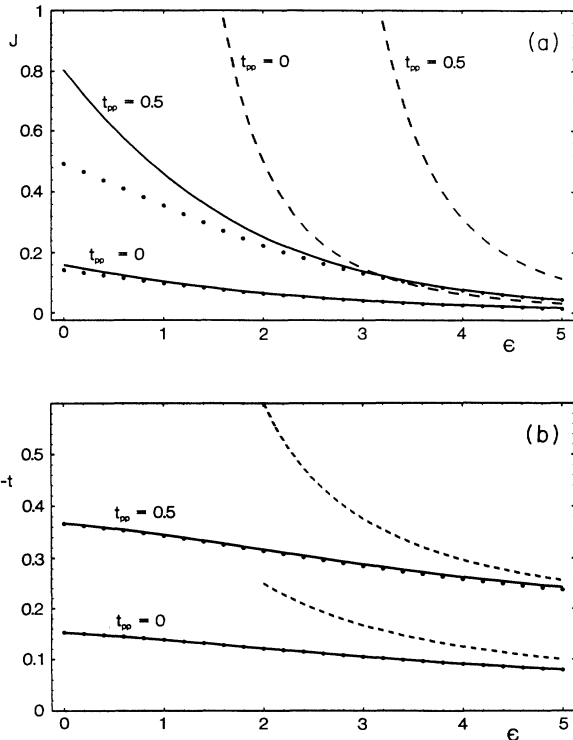 1
J
(a)
t_pp = 0
t_pp = 0.5
0.8
t_pp = 0.5
0.6
0.4
t_pp = 0
0.2
0
0 1 2 3 4 5
ϵ
(b)
0.5
-t
0.4
t_pp = 0.5
0.3
0.2
t_pp = 0
0.1
0
0 1 2 3 4 5
ϵ